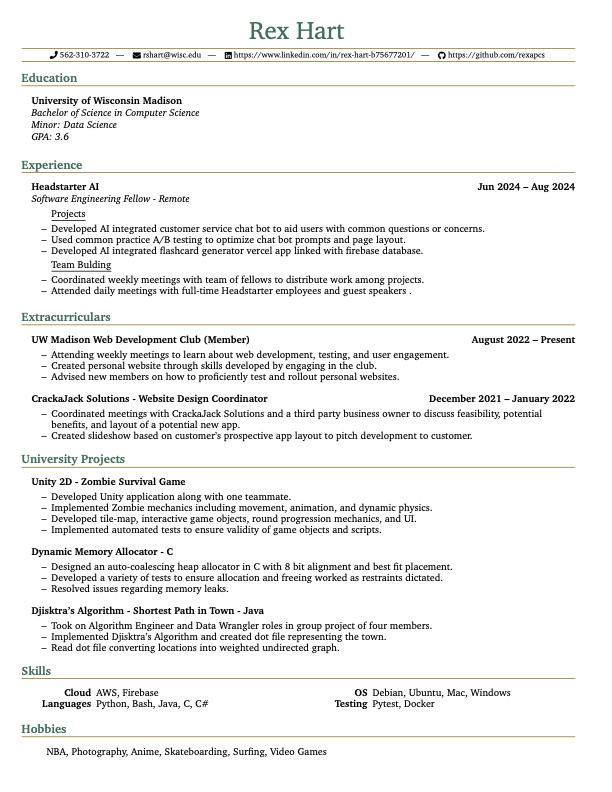 Rex Hart
562-310-3722 — rshart@wisc.edu — https://www.linkedin.com/in/rex-hart-b75677201/ — https://github.com/rexapcs
Education
University of Wisconsin Madison
Bachelor of Science in Computer Science
Minor: Data Science
GPA: 3.6
Experience
Headstarter AI Jun 2024 – Aug 2024
Software Engineering Fellow - Remote
Projects
– Developed AI integrated customer service chat bot to aid users with common questions or concerns.
– Used common practice A/B testing to optimize chat bot prompts and page layout.
– Developed AI integrated flashcard generator vercel app linked with firebase database.
Team Bulding
– Coordinated weekly meetings with team of fellows to distribute work among projects.
– Attended daily meetings with full-time Headstarter employees and guest speakers .
Extracurriculars
UW Madison Web Development Club (Member) August 2022 – Present
– Attending weekly meetings to learn about web development, testing, and user engagement.
– Created personal website through skills developed by engaging in the club.
– Advised new members on how to proficiently test and rollout personal websites.
CrackaJack Solutions - Website Design Coordinator December 2021 – January 2022
– Coordinated meetings with CrackaJack Solutions and a third party business owner to discuss feasibility, potential
benefits, and layout of a potential new app.
– Created slideshow based on customer's prospective app layout to pitch development to customer.
University Projects
Unity 2D - Zombie Survival Game
– Developed Unity application along with one teammate.
– Implemented Zombie mechanics including movement, animation, and dynamic physics.
– Developed tile-map, interactive game objects, round progression mechanics, and UI.
– Implemented automated tests to ensure validity of game objects and scripts.
Dynamic Memory Allocator - C
– Designed an auto-coalescing heap allocator in C with 8 bit alignment and best fit placement.
– Developed a variety of tests to ensure allocation and freeing worked as restraints dictated.
– Resolved issues regarding memory leaks.
Djisktra's Algorithm - Shortest Path in Town - Java
– Took on Algorithm Engineer and Data Wrangler roles in group project of four members.
– Implemented Djisktra's Algorithm and created dot file representing the town.
– Read dot file converting locations into weighted undirected graph.
Skills
Cloud AWS, Firebase OS Debian, Ubuntu, Mac, Windows
Languages Python, Bash, Java, C, C# Testing Pytest, Docker
Hobbies
NBA, Photography, Anime, Skateboarding, Surfing, Video Games